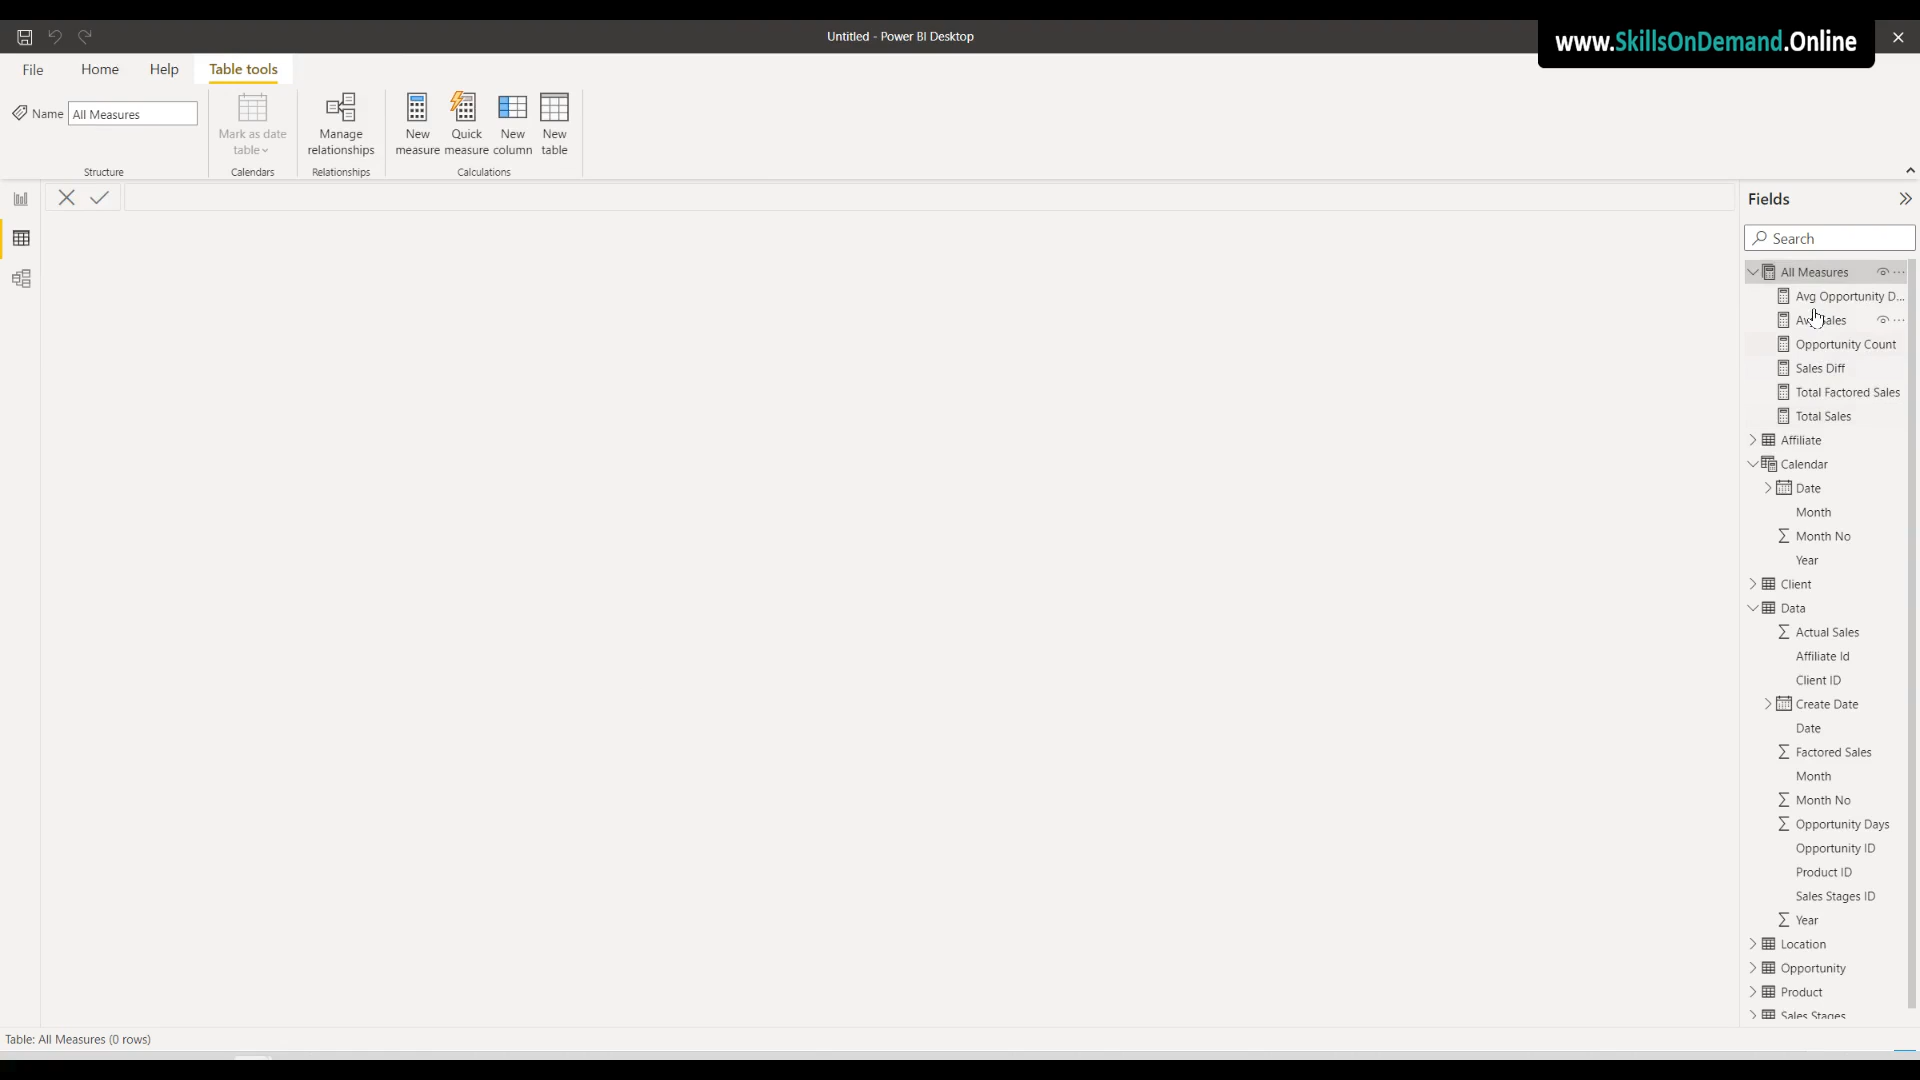 Untitled - Power BI Desktop
www.SkillsOnDemand.Online
File Home Help Table tools
Name All Measures
Mark as date table
Manage relationships
New measure
Quick measure
New column
New table
Structure Calendars Relationships Calculations
Fields
Search
All Measures
Avg Opportunity D...
Sales
Opportunity Count
Sales Diff
Total Factored Sales
Total Sales
Affiliate
Calendar
Date
Month
Month No
Year
Client
Data
Actual Sales
Affiliate Id
Client ID
Create Date
Date
Factored Sales
Month
Month No
Opportunity Days
Opportunity ID
Product ID
Sales Stages ID
Year
Location
Opportunity
Product
Sales Stages
Table: All Measures (0 rows)